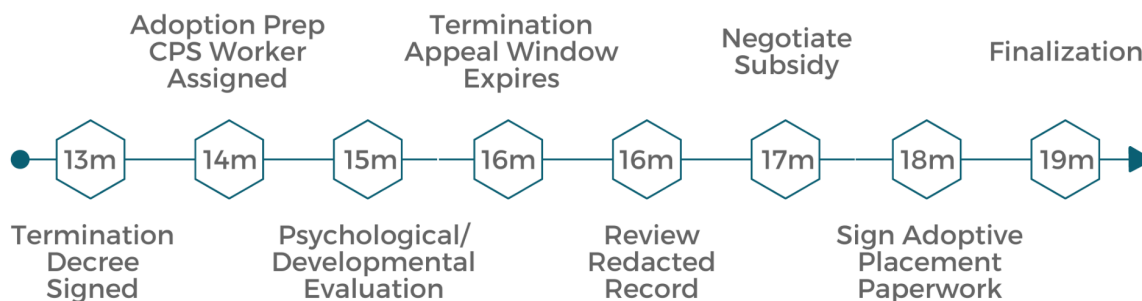 Adoption Prep
CPS Worker
Assigned
Termination
Appeal Window
Expires
Negotiate
Subsidy
Finalization
13m
14m
15m
16m
16m
17m
18m
19m
Termination
Decree
Signed
Psychological/
Developmental
Evaluation
Review
Redacted
Record
Sign Adoptive
Placement
Paperwork